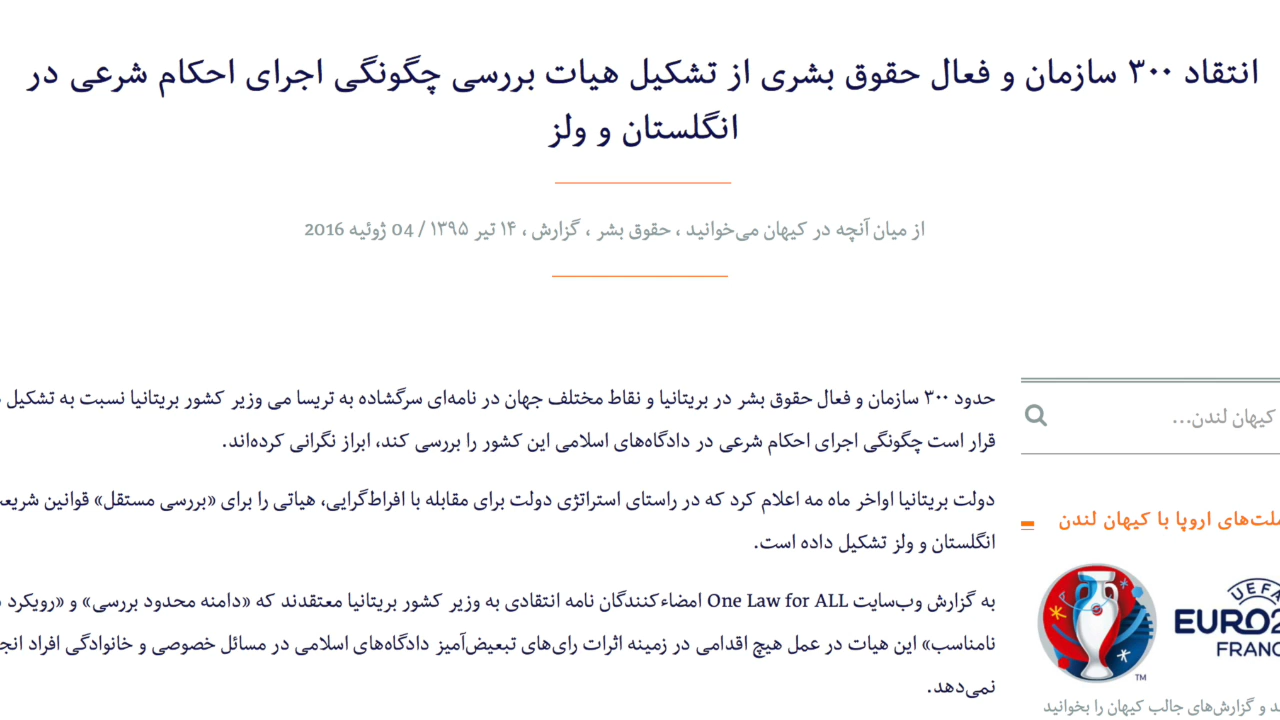 انتقاد ۳۰۰ سازمان و فعال حقوق بشری از تشکیل هیات بررسی چگونگی اجرای احکام شرعی در
انگلستان و ولز
از میان آنچه در کیهان می‌خوانید ، حقوق بشر ، گزارش ، ۱۴ تیر ۱۳۹۵ / 04 ژوئیه 2016
حدود ۳۰۰ سازمان و فعال حقوق بشر در بریتانیا و نقاط مختلف جهان در نامه‌ای سرگشاده به تریسا می وزیر کشور بریتانیا نسبت به تشکیل
قرار است چگونگی اجرای احکام شرعی در دادگاه‌های اسلامی این کشور را بررسی کند، ابراز نگرانی کرده‌اند.
دولت بریتانیا اواخر ماه مه اعلام کرد که در راستای استراتژی دولت برای مقابله با افراط‌گرایی، هیاتی را برای «بررسی مستقل» قوانین
انگلستان و ولز تشکیل داده است.
به گزارش وب‌سایت One Law for ALL امضاءکنندگان نامه انتقادی به وزیر کشور بریتانیا معتقدند که «دامنه محدود بررسی» و «رویکرد
نامناسب» این هیات در عمل هیچ اقدامی در زمینه اثرات رای‌های تبعیض‌آمیز دادگاه‌های اسلامی در مسائل خصوصی و خانوادگی افراد
نمی‌دهد.
کیهان لندن...
اروپا با کیهان لندن
UEFA
EURO
FRANC
TM
و گزارش‌های جالب کیهان را بخوانید